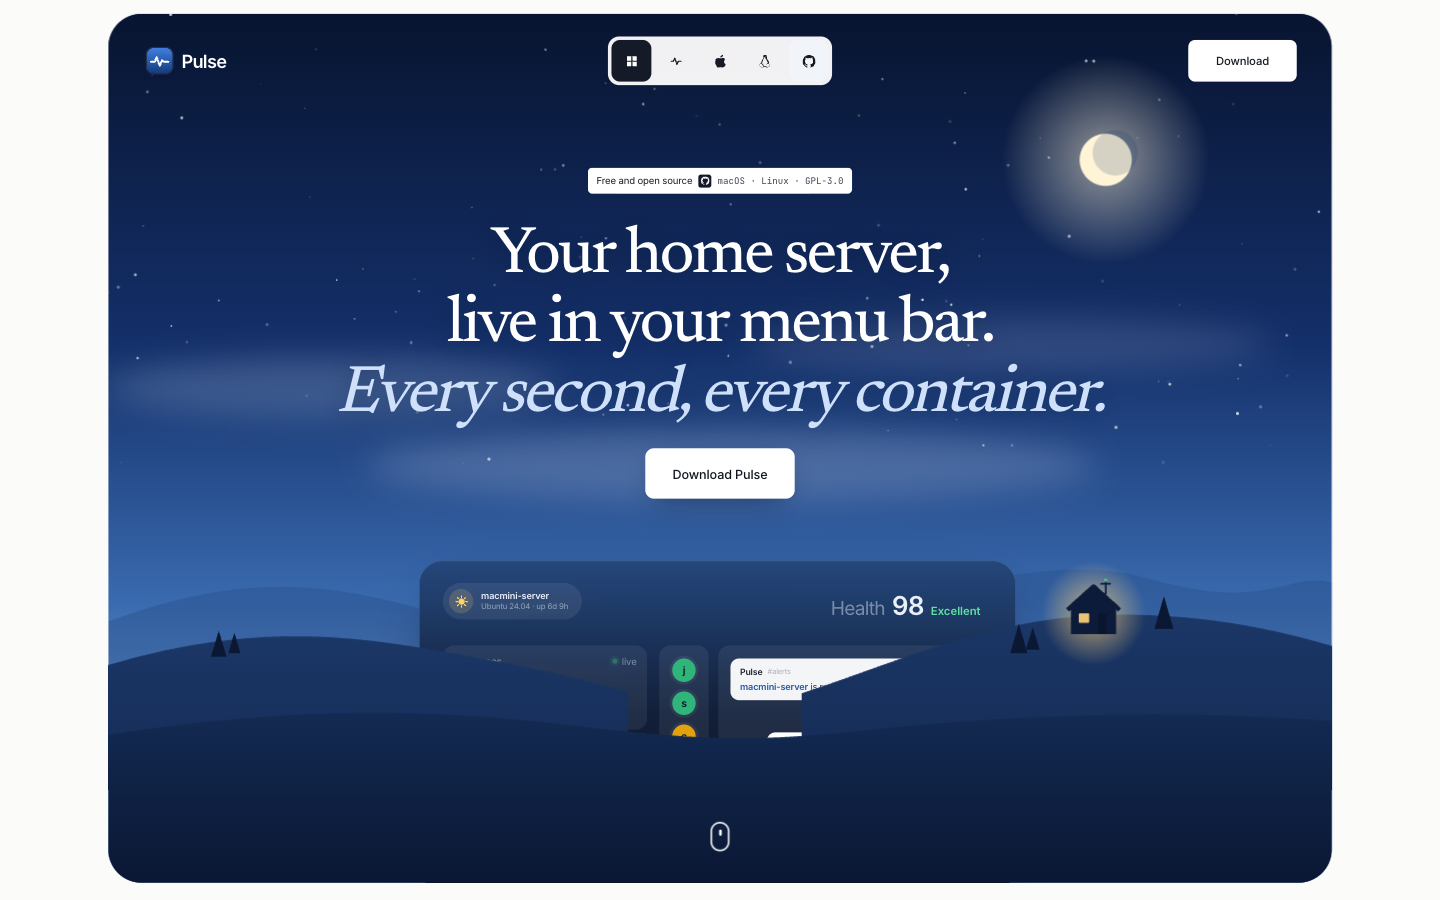 Pulse
Download
Free and open source macOS · Linux · GPL-3.0
Your home server,
live in your menu bar.
Every second, every container.
Download Pulse
macmini-server
Ubuntu 24.04 · up 6d 9h
Health 98 Excellent
live
j
s
Pulse #alerts
macmini-server is